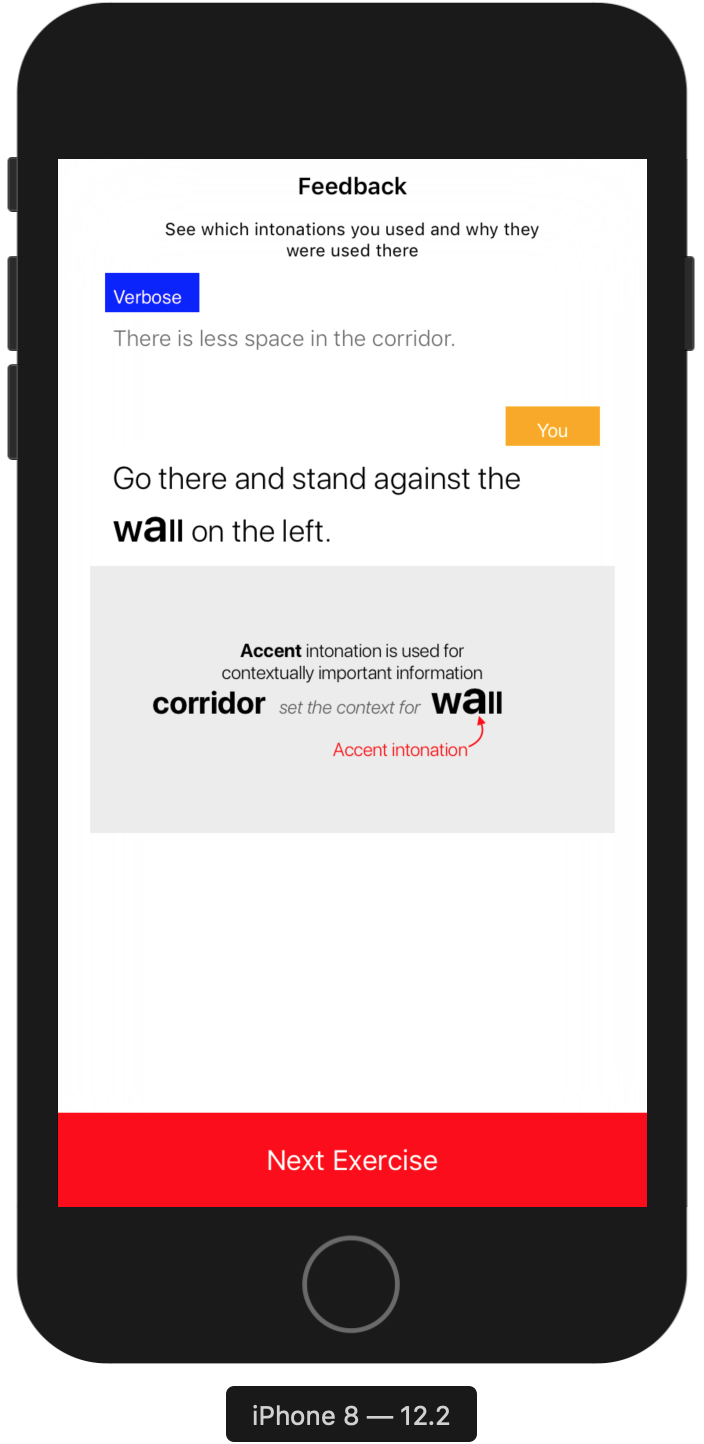 Feedback
See which intonations you used and why they
were used there
Verbose
There is less space in the corridor.
You
Go there and stand against the
wall on the left.
Accent intonation is used for
contextually important information
corridor set the context for wall
Accent intonation
Next Exercise
iPhone 8 — 12.2